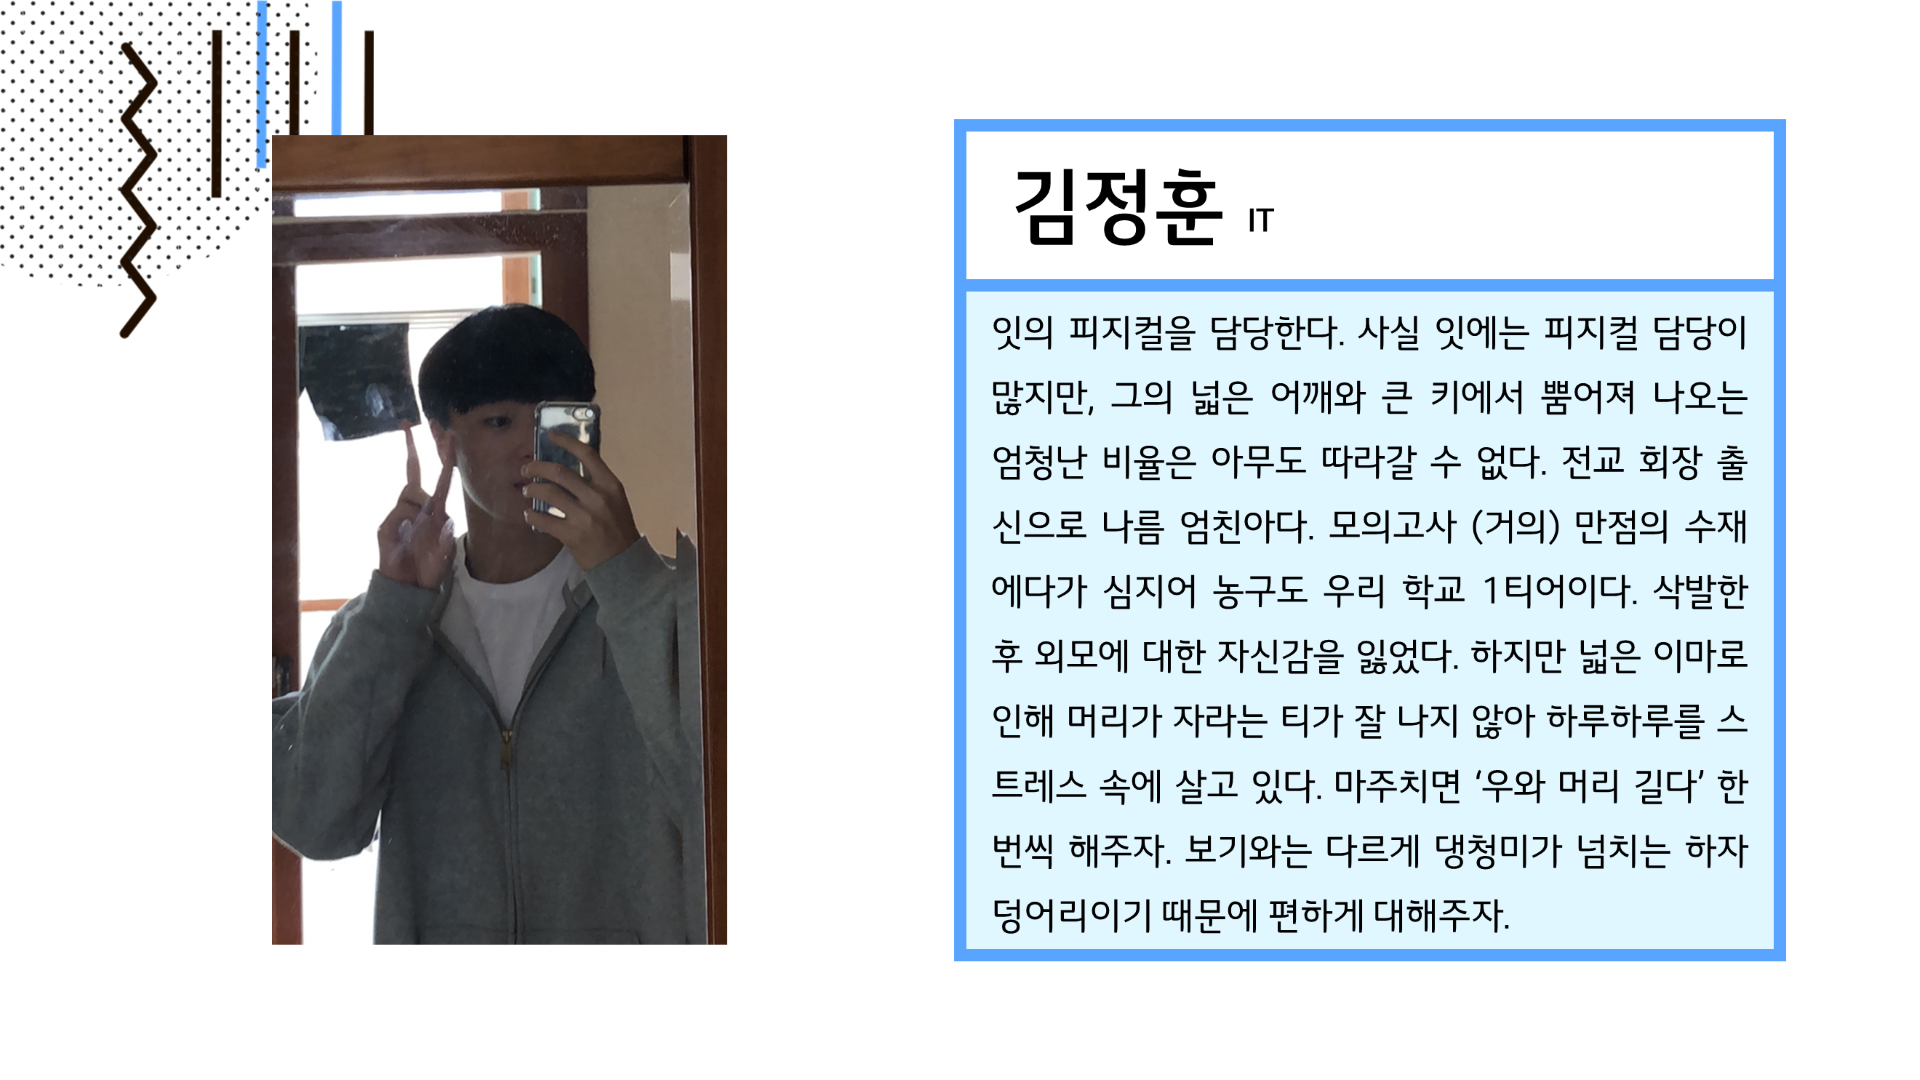 김정훈 IT
잇의 피지컬을 담당한다. 사실 잇에는 피지컬 담당이
많지만, 그의 넓은 어깨와 큰 키에서 뿜어져 나오는
엄청난 비율은 아무도 따라갈 수 없다. 전교 회장 출
신으로 나름 엄친아다. 모의고사 (거의) 만점의 수재
에다가 심지어 농구도 우리 학교 1티어이다. 삭발한
후 외모에 대한 자신감을 잃었다. 하지만 넓은 이마로
인해 머리가 자라는 티가 잘 나지 않아 하루하루를 스
트레스 속에 살고 있다. 마주치면 ‘우와 머리 길다’ 한
번씩 해주자. 보기와는 다르게 댕청미가 넘치는 하자
덩어리이기 때문에 편하게 대해주자.